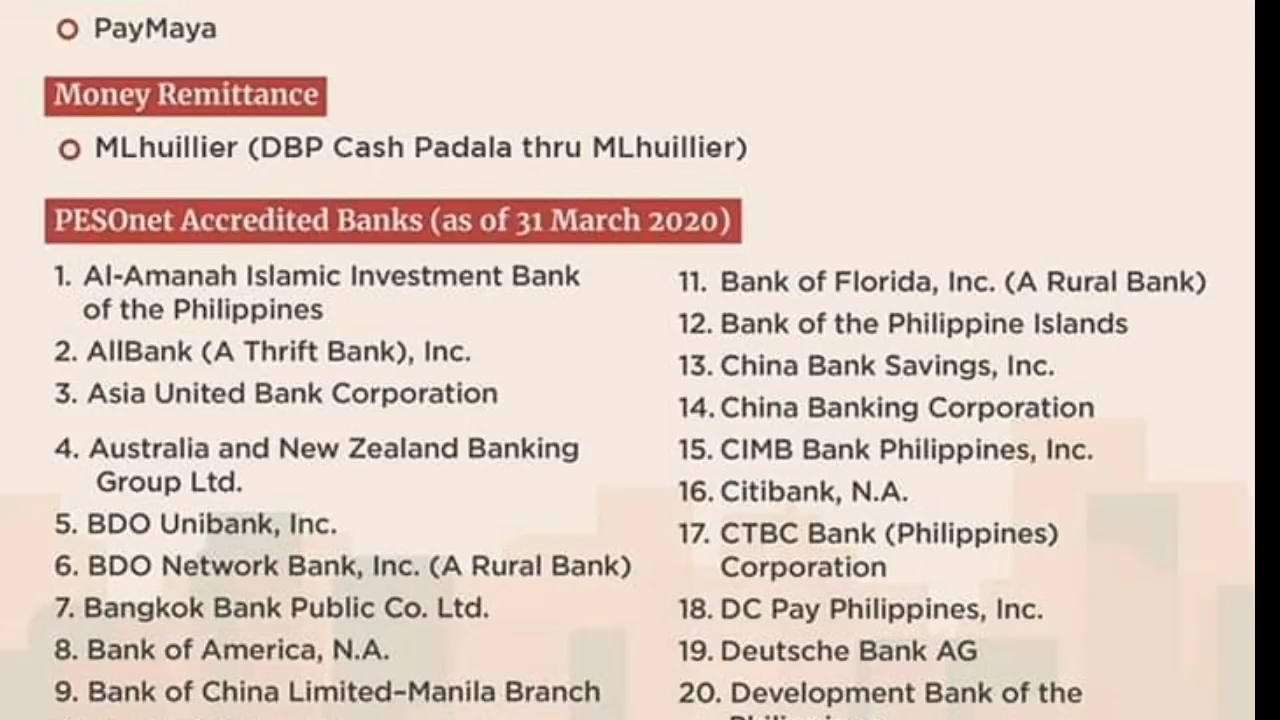 PayMaya
Money Remittance
MLhuillier (DBP Cash Padala thru MLhuillier)
PESOnet Accredited Banks (as of 31 March 2020)
1. Al-Amanah Islamic Investment Bank
of the Philippines
2. AllBank (A Thrift Bank), Inc.
3. Asia United Bank Corporation
4. Australia and New Zealand Banking
Group Ltd.
5. BDO Unibank, Inc.
6. BDO Network Bank, Inc. (A Rural Bank)
7. Bangkok Bank Public Co. Ltd.
8. Bank of America, N.A.
9. Bank of China Limited–Manila Branch
11. Bank of Florida, Inc. (A Rural Bank)
12. Bank of the Philippine Islands
13. China Bank Savings, Inc.
14. China Banking Corporation
15. CIMB Bank Philippines, Inc.
16. Citibank, N.A.
17. CTBC Bank (Philippines)
Corporation
18. DC Pay Philippines, Inc.
19. Deutsche Bank AG
20. Development Bank of the